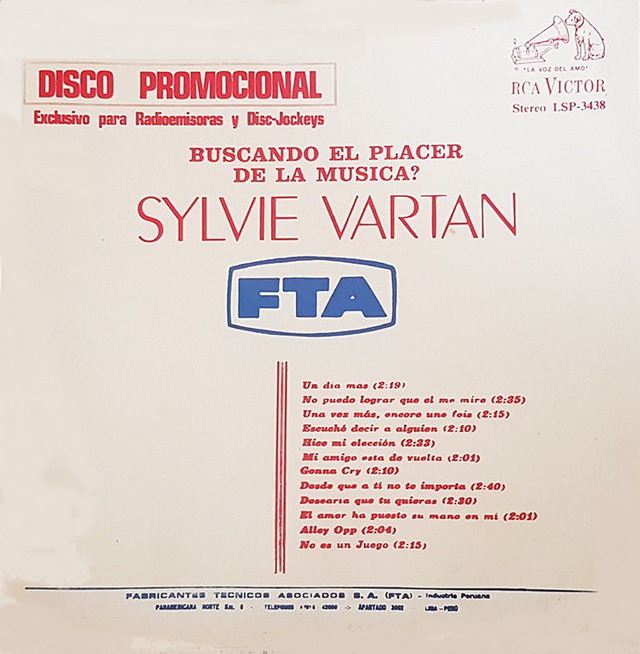 "LA VOZ DEL AMO"
RCA VICTOR
Stereo LSP-3438
DISCO PROMOCIONAL
Exclusivo para Radioemisoras y Disc-Jockeys
BUSCANDO EL PLACER
DE LA MUSICA?
SYLVIE VARTAN
FTA
Un dia mas (2:19)
No puedo lograr que el me mire (2:35)
Una vez más, encore une fois (2:15)
Escuché decir a alguien (2:10)
Hice mi elección (2:33)
Mi amigo esta de vuelta (2:01)
Gonna Cry (2:10)
Desde que a ti no te importa (2:40)
Desearia que tu quieras (2:30)
El amor ha puesto su mano en mi (2:01)
Alley Opp (2:04)
No es un Juego (2:15)
FABRICANTES TECNICOS ASOCIADOS S. A. (FTA) - Industria Peruana
PANAMERICANA NORTE Km. 6 - TELEFONOS 42600 - APARTADO 3602 LIMA - PERÚ